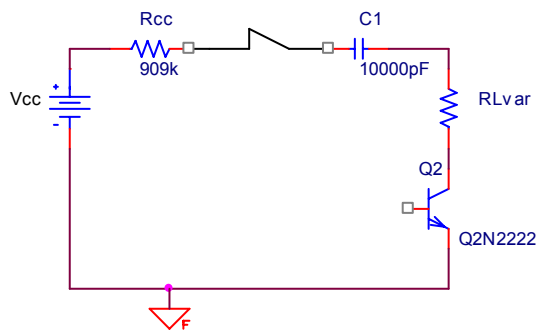 Rcc
909k
C1
10000pF
Vcc
+
-
RLvar
Q2
Q2N2222
F